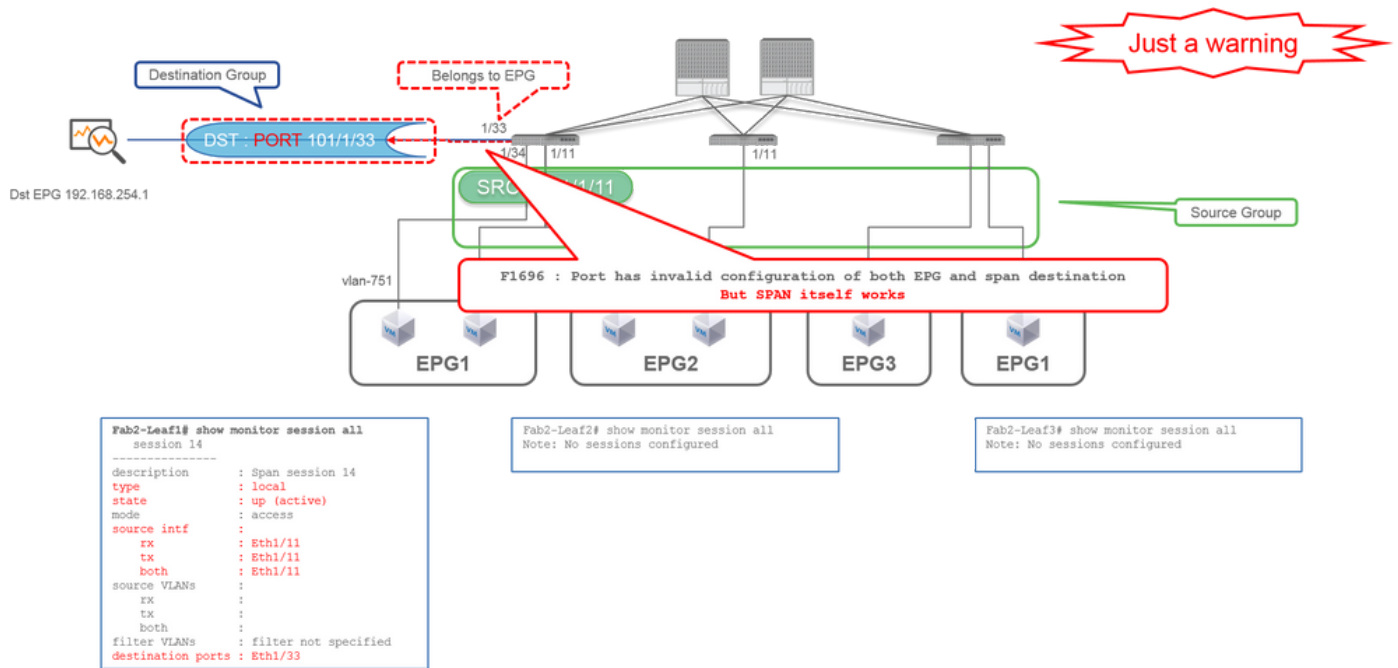 Just a warning
Destination Group
Belongs to EPG
DST : PORT 101/1/33
1/33
1/34
1/11
1/11
Dst EPG 192.168.254.1
SRC
1/11
Source Group
F1696 : Port has invalid configuration of both EPG and span destination
But SPAN itself works
vlan-751
VM
VM
VM
VM
VM
VM
EPG1
EPG2
EPG3
EPG1
Fab2-Leaf1# show monitor session all
session 14
---------------
description : Span session 14
type : local
state : up (active)
mode : access
source intf :
rx : Eth1/11
tx : Eth1/11
both : Eth1/11
source VLANs :
rx :
tx :
both :
filter VLANs : filter not specified
destination ports : Eth1/33
Fab2-Leaf2# show monitor session all
Note: No sessions configured
Fab2-Leaf3# show monitor session all
Note: No sessions configured